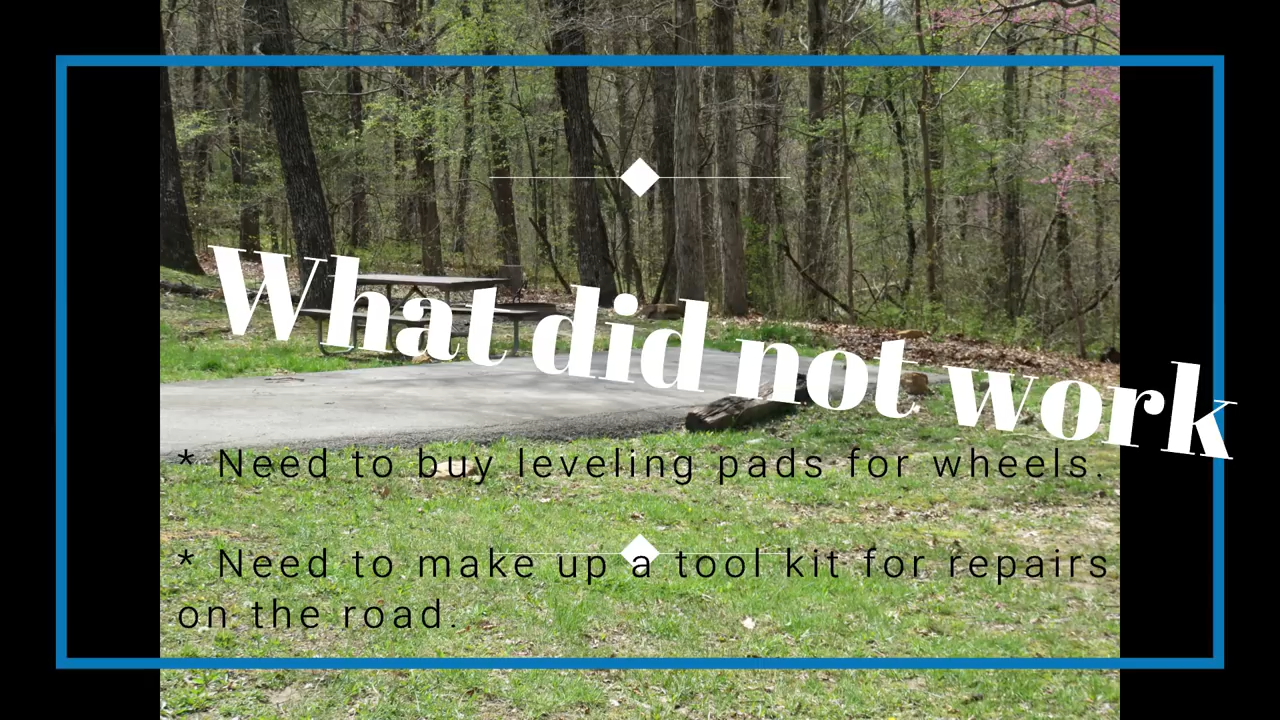 What did not work
* Need to buy leveling pads for wheels.
* Need to make up a tool kit for repairs
on the road.